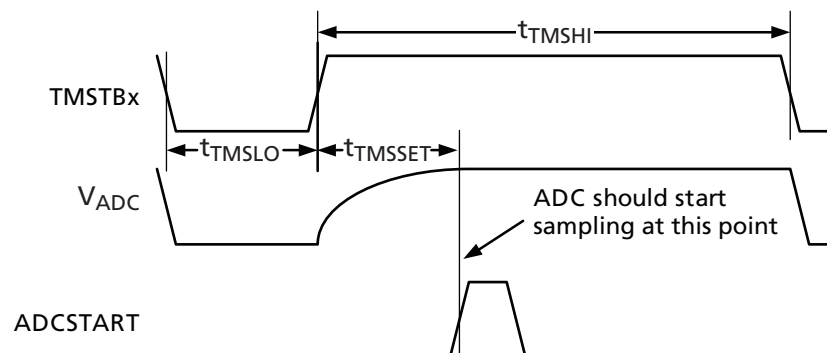 tTMSHI
TMSTBx
tTMSLO
tTMSSET
VADC
ADC should start
sampling at this point
ADCSTART